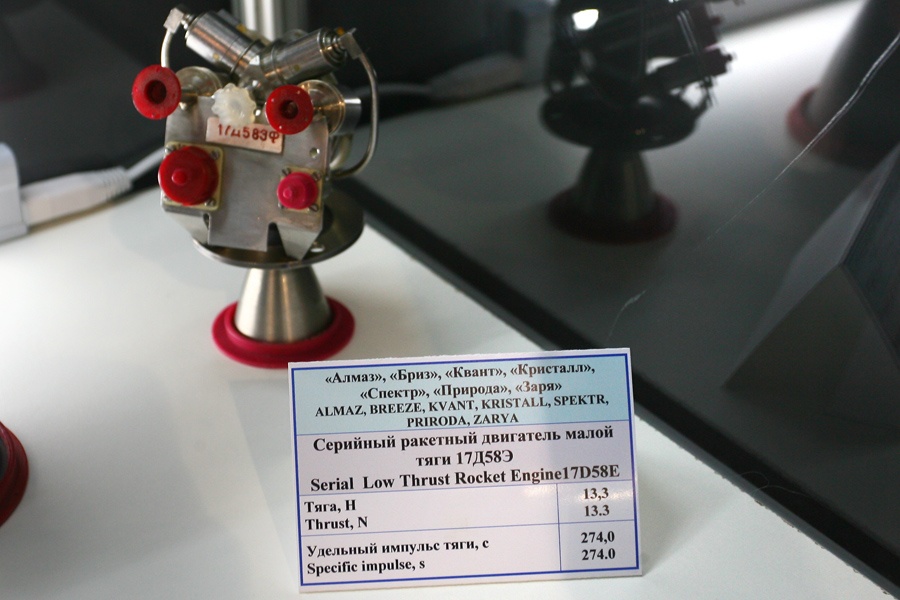 17Д58ЭФ
«Алмаз», «Бриз», «Квант», «Кристалл»,
«Спектр», «Природа», «Заря»
ALMAZ, BREEZE, KVANT, KRISTALL, SPEKTR,
PRIRODA, ZARYA
Серийный ракетный двигатель малой
тяги 17Д58Э
Serial Low Thrust Rocket Engine17D58E
Тяга, Н 13,3
Thrust, N 13.3
Удельный импульс тяги, с 274,0
Specific impulse, s 274.0